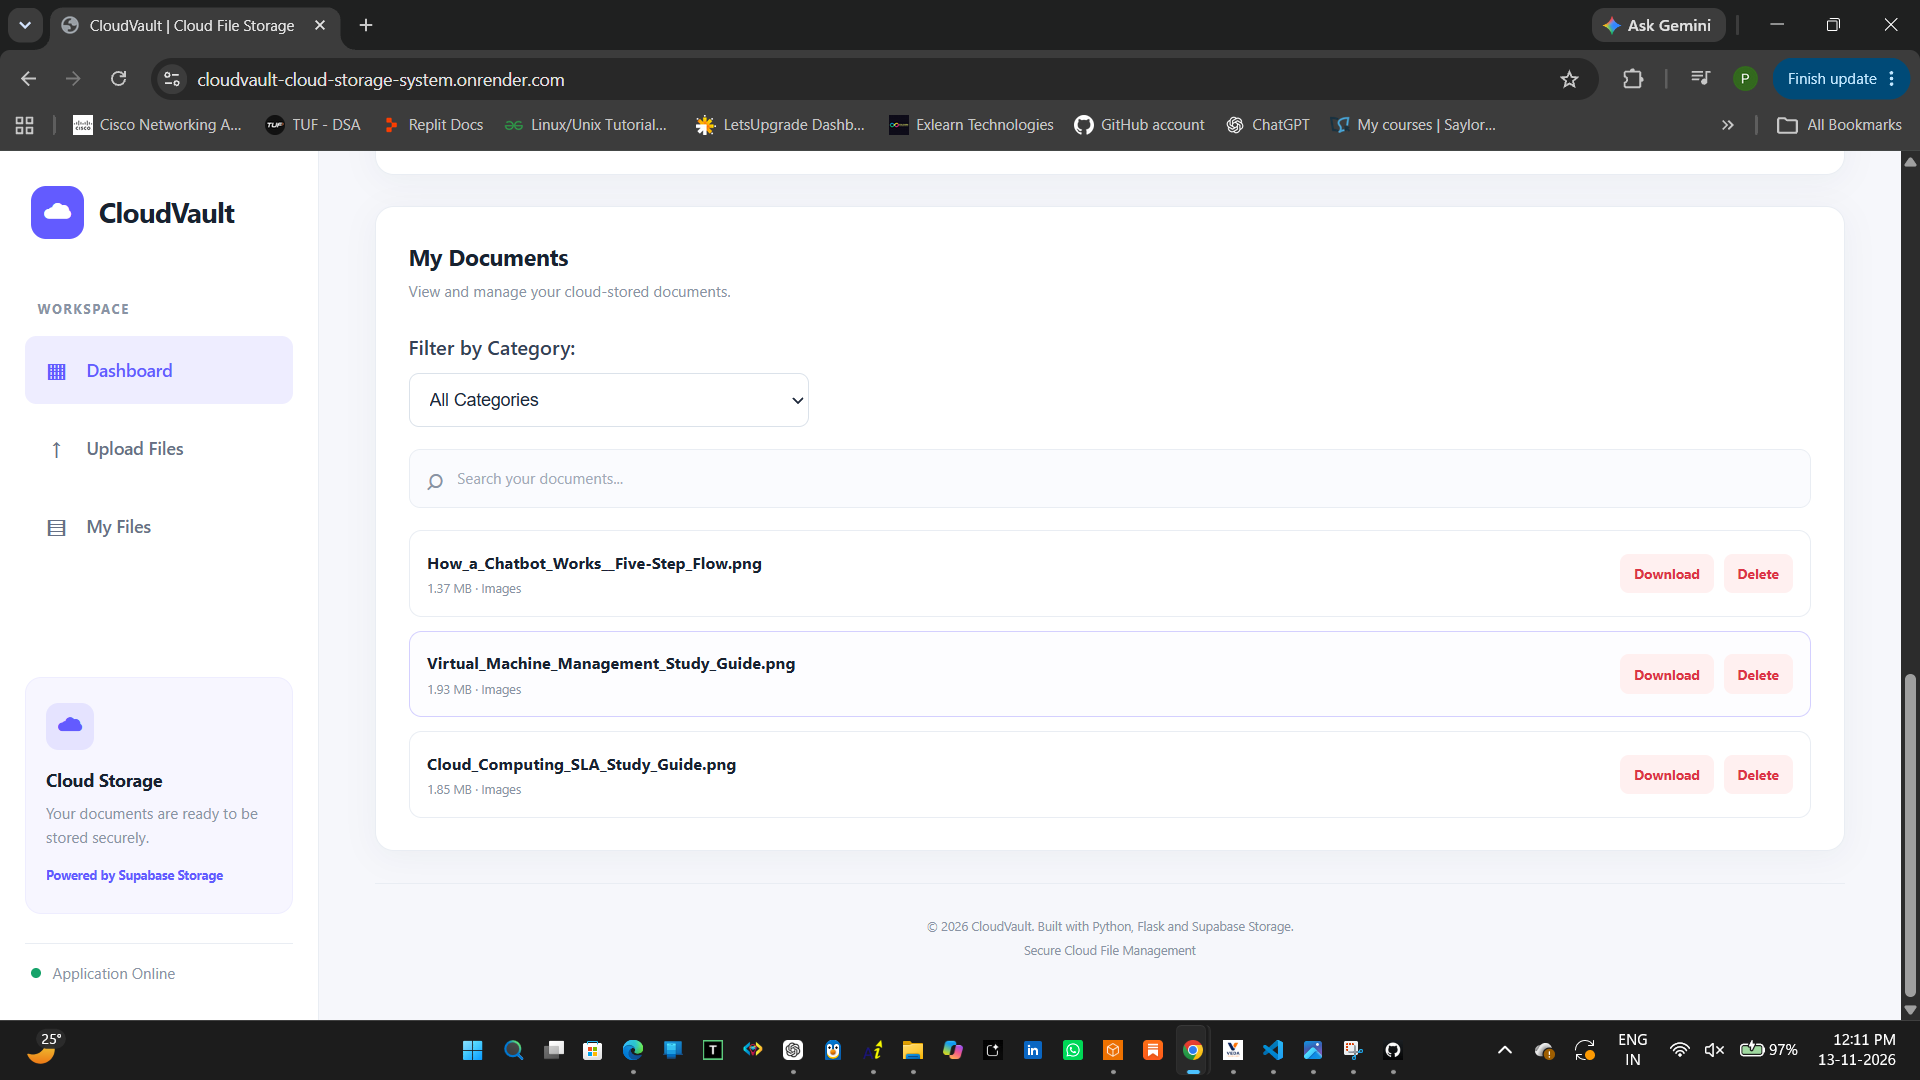 CloudVault | Cloud File Storage
Ask Gemini
cloudvault-cloud-storage-system.onrender.com
P
Finish update
Cisco Networking A...
TUF - DSA
Replit Docs
Linux/Unix Tutorial...
LetsUpgrade Dashb...
Exlearn Technologies
GitHub account
ChatGPT
My courses | Saylor...
All Bookmarks
CloudVault
WORKSPACE
Dashboard
Upload Files
My Files
Cloud Storage
Your documents are ready to be
stored securely.
Powered by Supabase Storage
Application Online
My Documents
View and manage your cloud-stored documents.
Filter by Category:
All Categories
Search your documents...
How_a_Chatbot_Works__Five-Step_Flow.png
1.37 MB · Images
Download Delete
Virtual_Machine_Management_Study_Guide.png
1.93 MB · Images
Download Delete
Cloud_Computing_SLA_Study_Guide.png
1.85 MB · Images
Download Delete
© 2026 CloudVault. Built with Python, Flask and Supabase Storage.
Secure Cloud File Management
25°
ENG
IN
97%
12:11 PM
13-11-2026